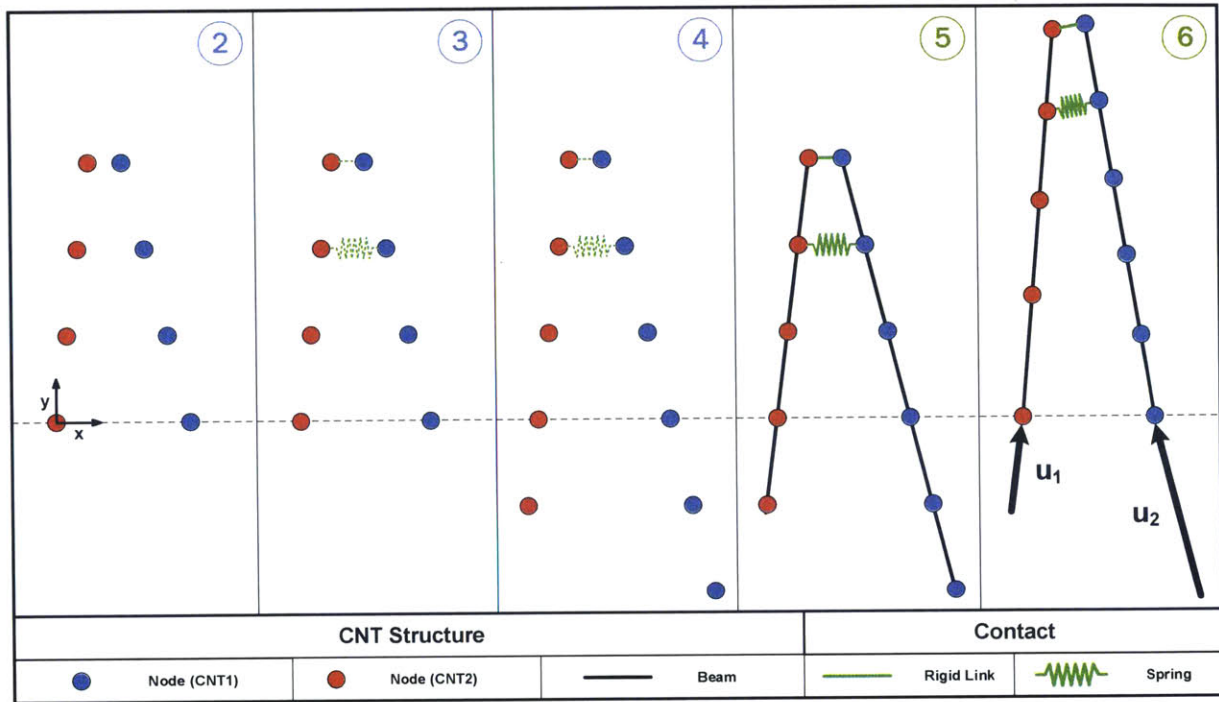 2
3
4
5
6
y
x
u1
u2
CNT Structure
Contact
Node (CNT1)
Node (CNT2)
Beam
Rigid Link
Spring